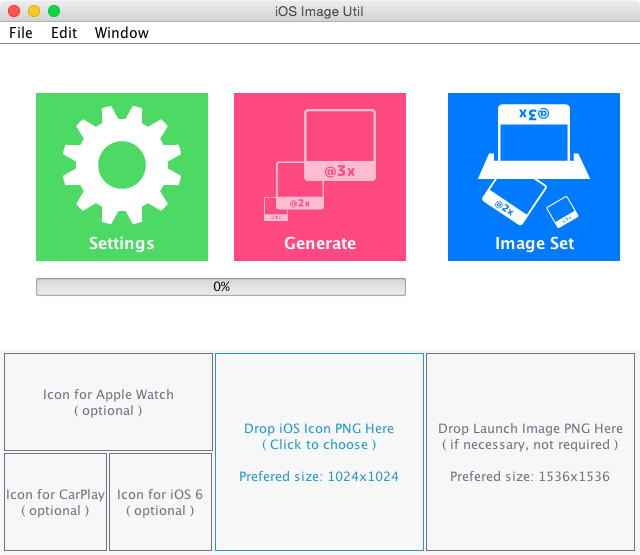 iOS Image Util
File Edit Window
@3x
@2x
@1x
Settings
Generate
@3x
@2x
@1x
Image Set
0%
Icon for Apple Watch
( optional )
Icon for CarPlay
( optional )
Icon for iOS 6
( optional )
Drop iOS Icon PNG Here
( Click to choose )
Prefered size: 1024x1024
Drop Launch Image PNG Here
( if necessary, not required )
Prefered size: 1536x1536